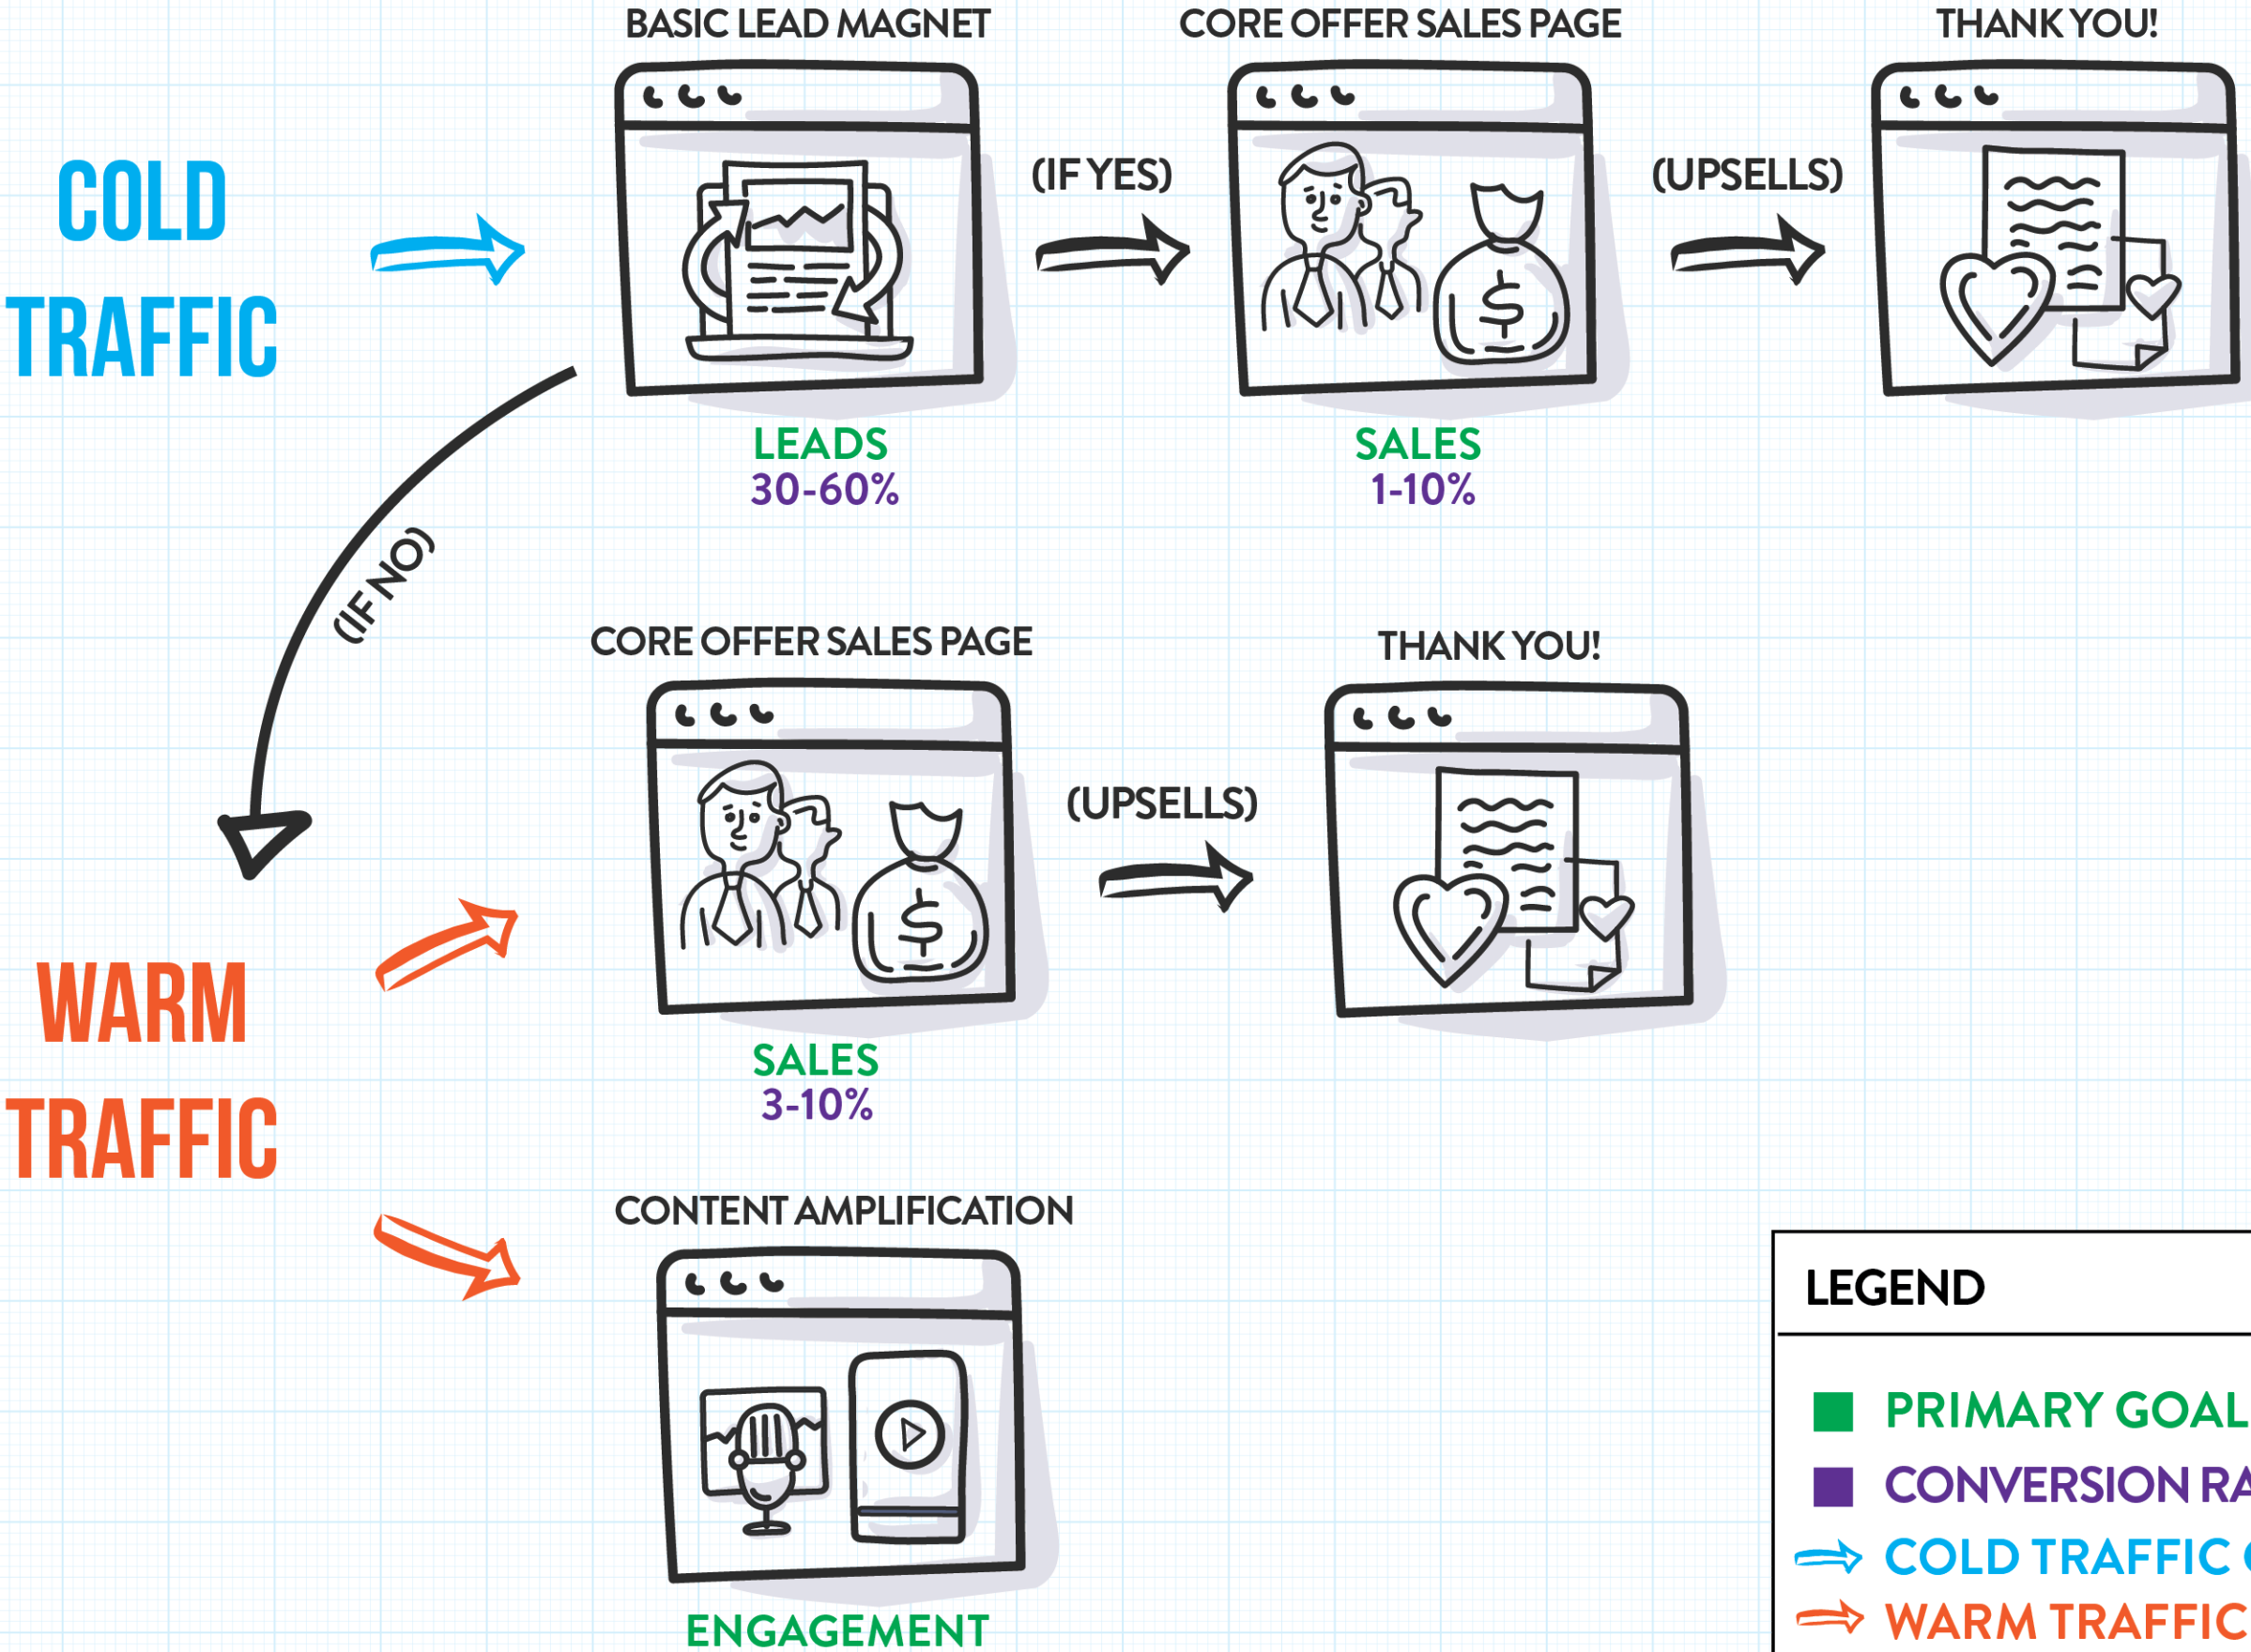 BASIC LEAD MAGNET
CORE OFFER SALES PAGE
THANK YOU!
COLD
TRAFFIC
(IF YES)
(UPSELLS)
LEADS
30-60%
SALES
1-10%
(IF NO)
CORE OFFER SALES PAGE
THANK YOU!
$
(UPSELLS)
$
WARM
TRAFFIC
SALES
3-10%
CONTENT AMPLIFICATION
ENGAGEMENT
LEGEND
PRIMARY GOAL
CONVERSION
COLD TRAFFIC
WARM TRAFFIC